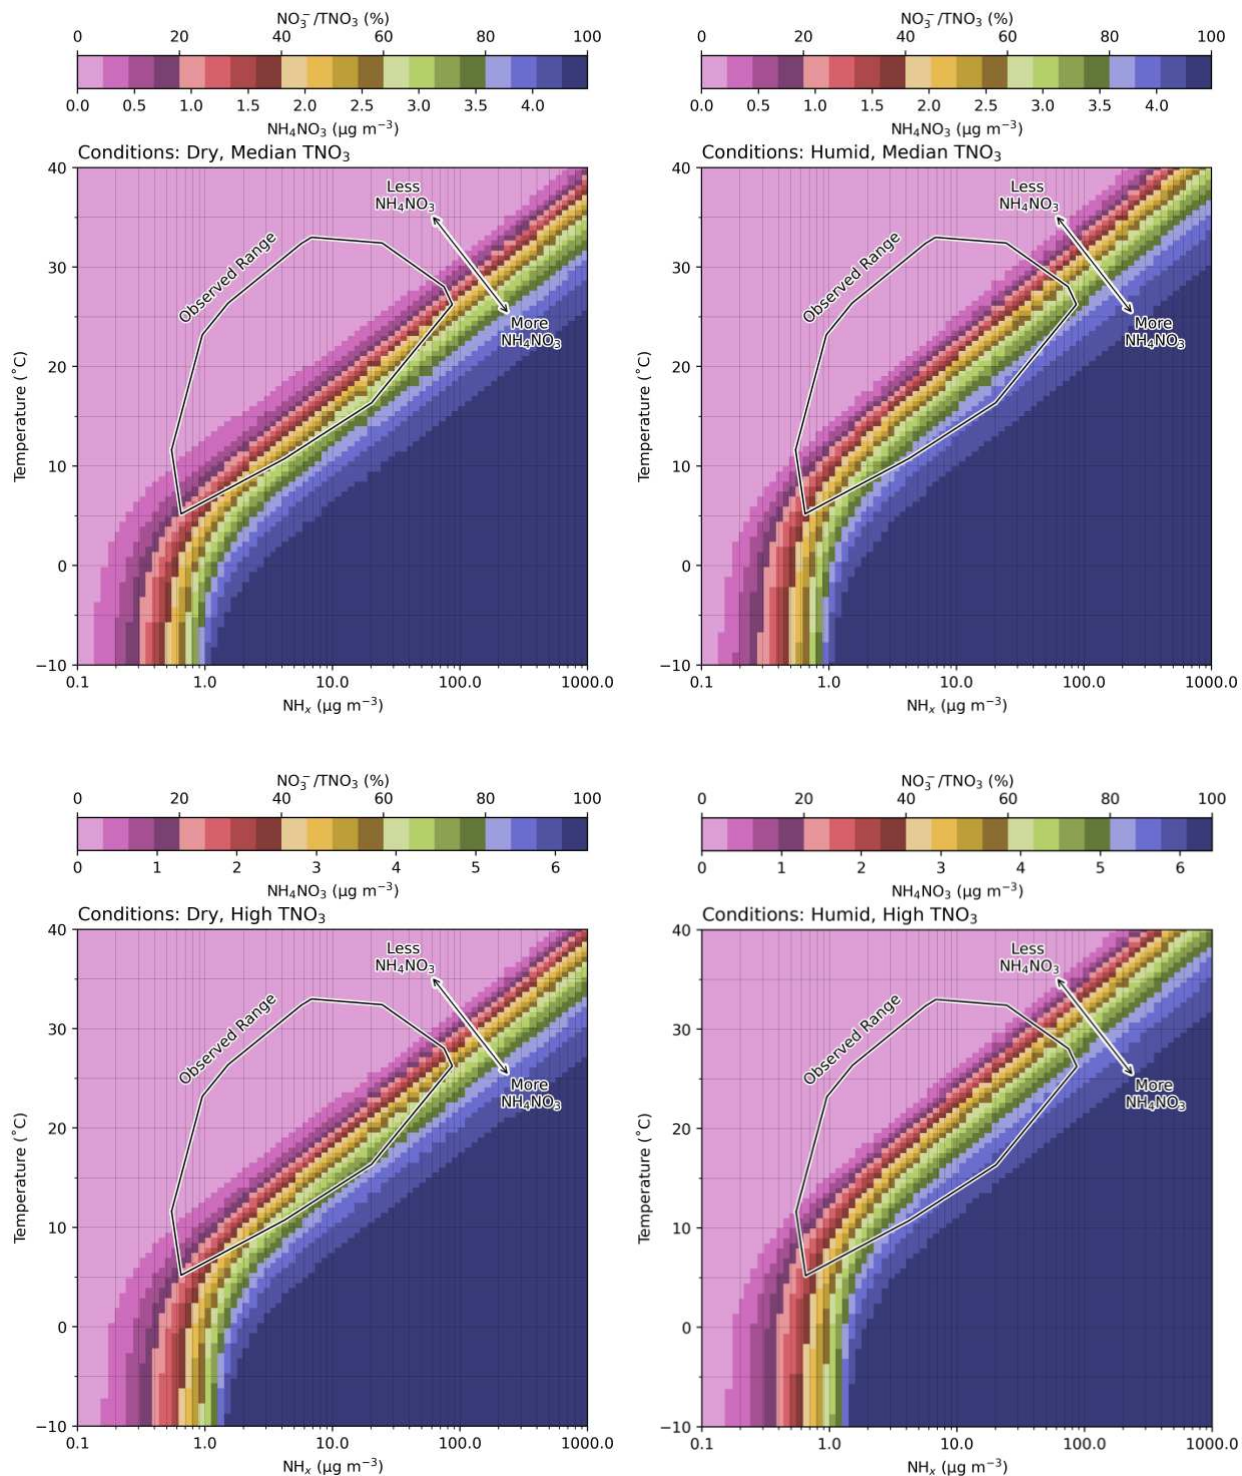 NO₃⁻/TNO₃ (%)
0 20 40 60 80 100
0.0 0.5 1.0 1.5 2.0 2.5 3.0 3.5 4.0
NH₄NO₃ (μg m⁻³)
Conditions: Dry, Median TNO₃
40
30
20
10
0
−10
Temperature (˚C)
Observed Range
Less
NH₄NO₃
More
NH₄NO₃
0.1 1.0 10.0 100.0 1000.0
NHₓ (μg m⁻³)
NO₃⁻/TNO₃ (%)
0 20 40 60 80 100
0.0 0.5 1.0 1.5 2.0 2.5 3.0 3.5 4.0
NH₄NO₃ (μg m⁻³)
Conditions: Humid, Median TNO₃
40
30
20
10
0
−10
Temperature (˚C)
Observed Range
Less
NH₄NO₃
More
NH₄NO₃
0.1 1.0 10.0 100.0 1000.0
NHₓ (μg m⁻³)
NO₃⁻/TNO₃ (%)
0 20 40 60 80 100
0 1 2 3 4 5 6
NH₄NO₃ (μg m⁻³)
Conditions: Dry, High TNO₃
40
30
20
10
0
−10
Temperature (˚C)
Observed Range
Less
NH₄NO₃
More
NH₄NO₃
0.1 1.0 10.0 100.0 1000.0
NHₓ (μg m⁻³)
NO₃⁻/TNO₃ (%)
0 20 40 60 80 100
0 1 2 3 4 5 6
NH₄NO₃ (μg m⁻³)
Conditions: Humid, High TNO₃
40
30
20
10
0
−10
Temperature (˚C)
Observed Range
Less
NH₄NO₃
More
NH₄NO₃
0.1 1.0 10.0 100.0 1000.0
NHₓ (μg m⁻³)